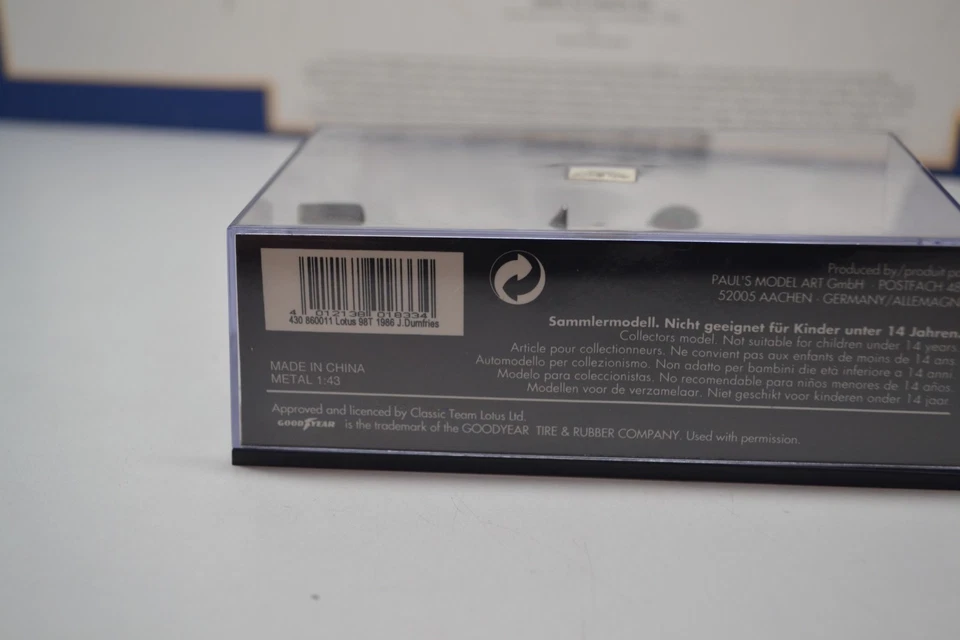 4 012138 018334
430 860011 Lotus 98T 1986 J.Dumfries
MADE IN CHINA
METAL 1:43
Produced by/produit
PAUL'S MODEL ART GmbH · POSTFACH
52005 AACHEN · GERMANY/ALLEMAGN
Sammlermodell. Nicht geeignet für Kinder unter 14 Jahren.
Collectors model. Not suitable for children under 14 years
Article pour collectionneurs. Ne convient pas aux enfants de moins de 14 ans
Automodello per collezionismo. Non adatto per bambini die età inferiore a 14 anni
Modelo para coleccionistas. No recomendable para niños menores de 14 años
Modellen voor de verzamelaar. Niet geschikt voor kinderen onder 14 jaar
Approved and licenced by Classic Team Lotus Ltd.
GOODYEAR is the trademark of the GOODYEAR TIRE & RUBBER COMPANY. Used with permission.